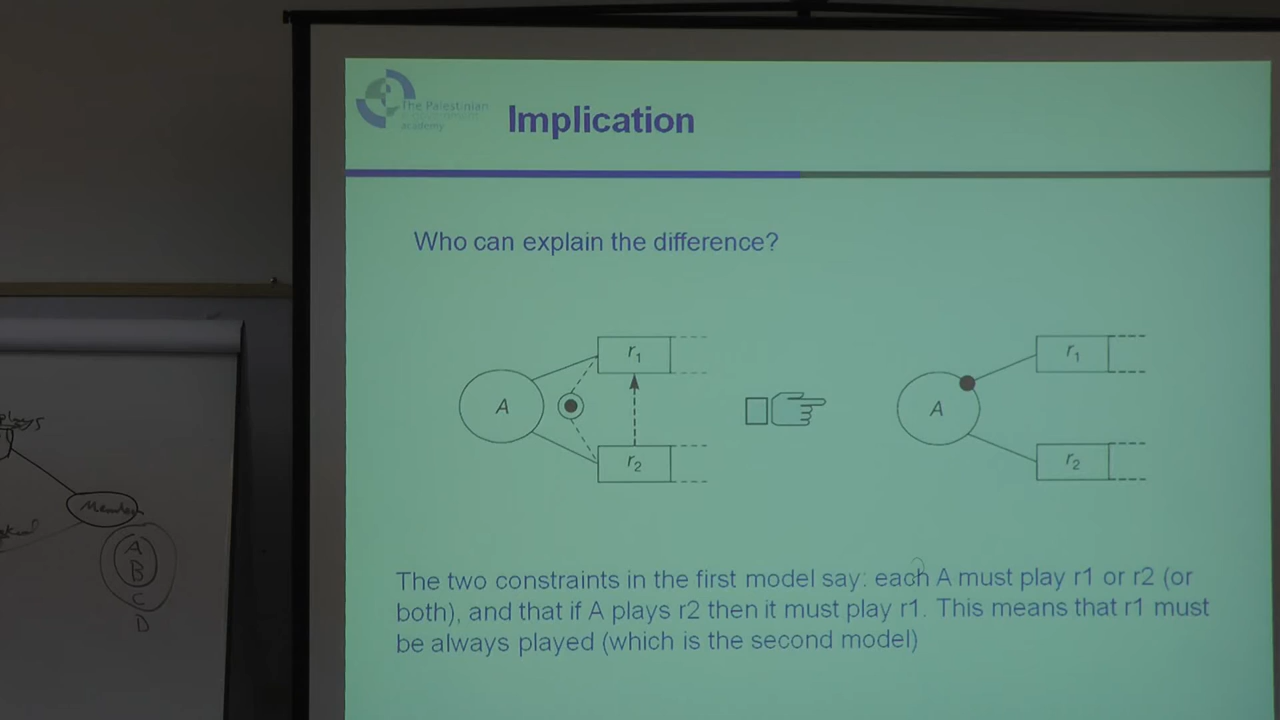 The Palestinian
academy
Implication
Who can explain the difference?
r1
A
r2
r1
A
r2
The two constraints in the first model say: each A must play r1 or r2 (or
both), and that if A plays r2 then it must play r1. This means that r1 must
be always played (which is the second model)
plays
Member
A
B
C
D